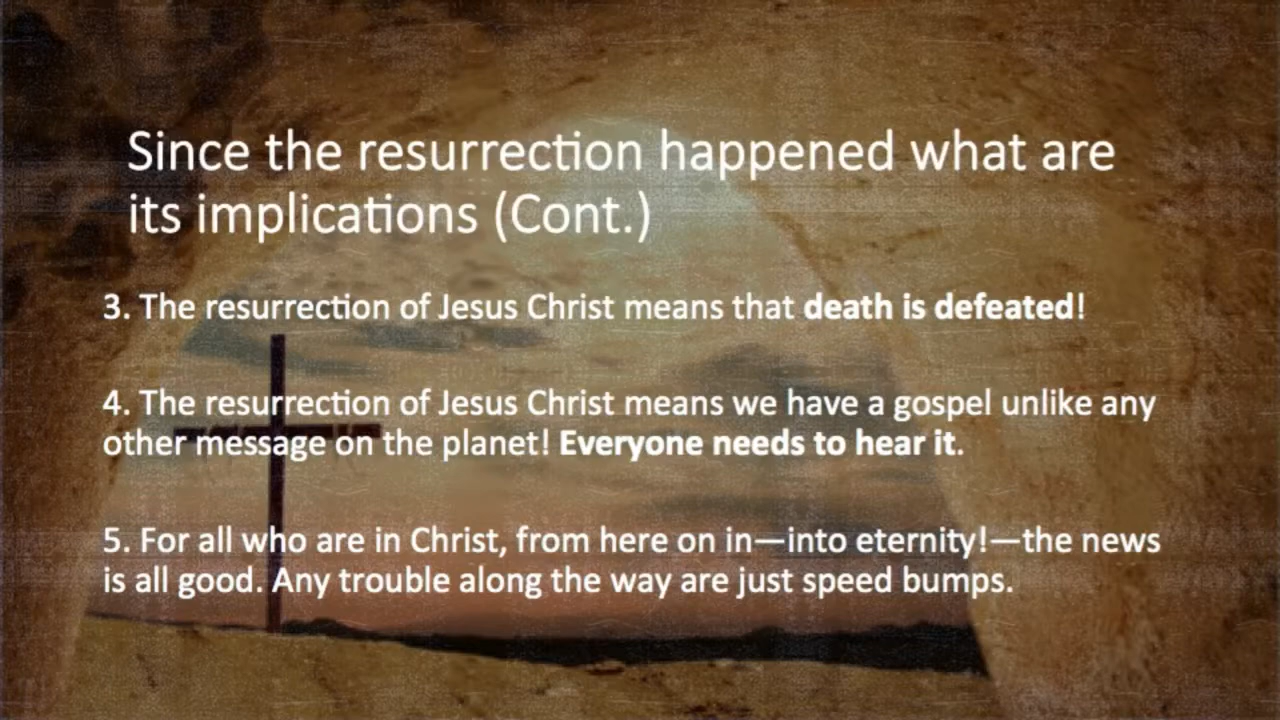 Since the resurrection happened what are
its implications (Cont.)
3. The resurrection of Jesus Christ means that death is defeated!
4. The resurrection of Jesus Christ means we have a gospel unlike any
other message on the planet! Everyone needs to hear it.
5. For all who are in Christ, from here on in—into eternity!—the news
is all good. Any trouble along the way are just speed bumps.